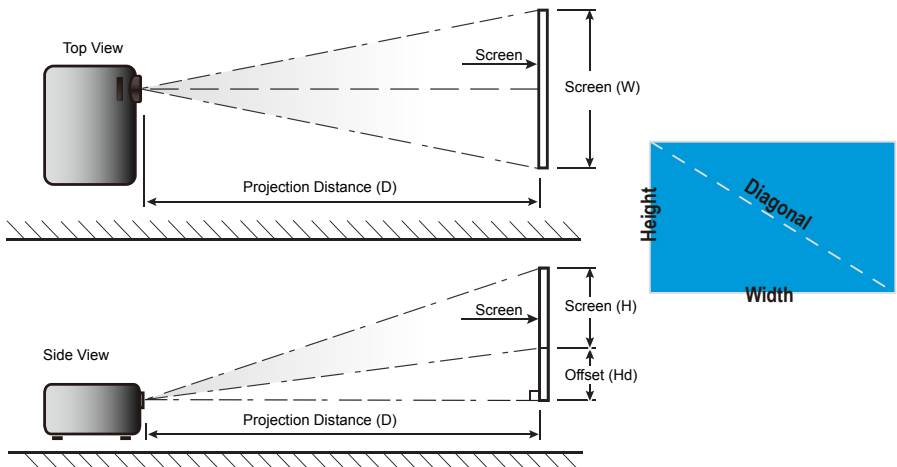 Top View
Screen
Screen (W)
Projection Distance (D)
Height
Diagonal
Width
Screen
Screen (H)
Side View
Offset (Hd)
Projection Distance (D)